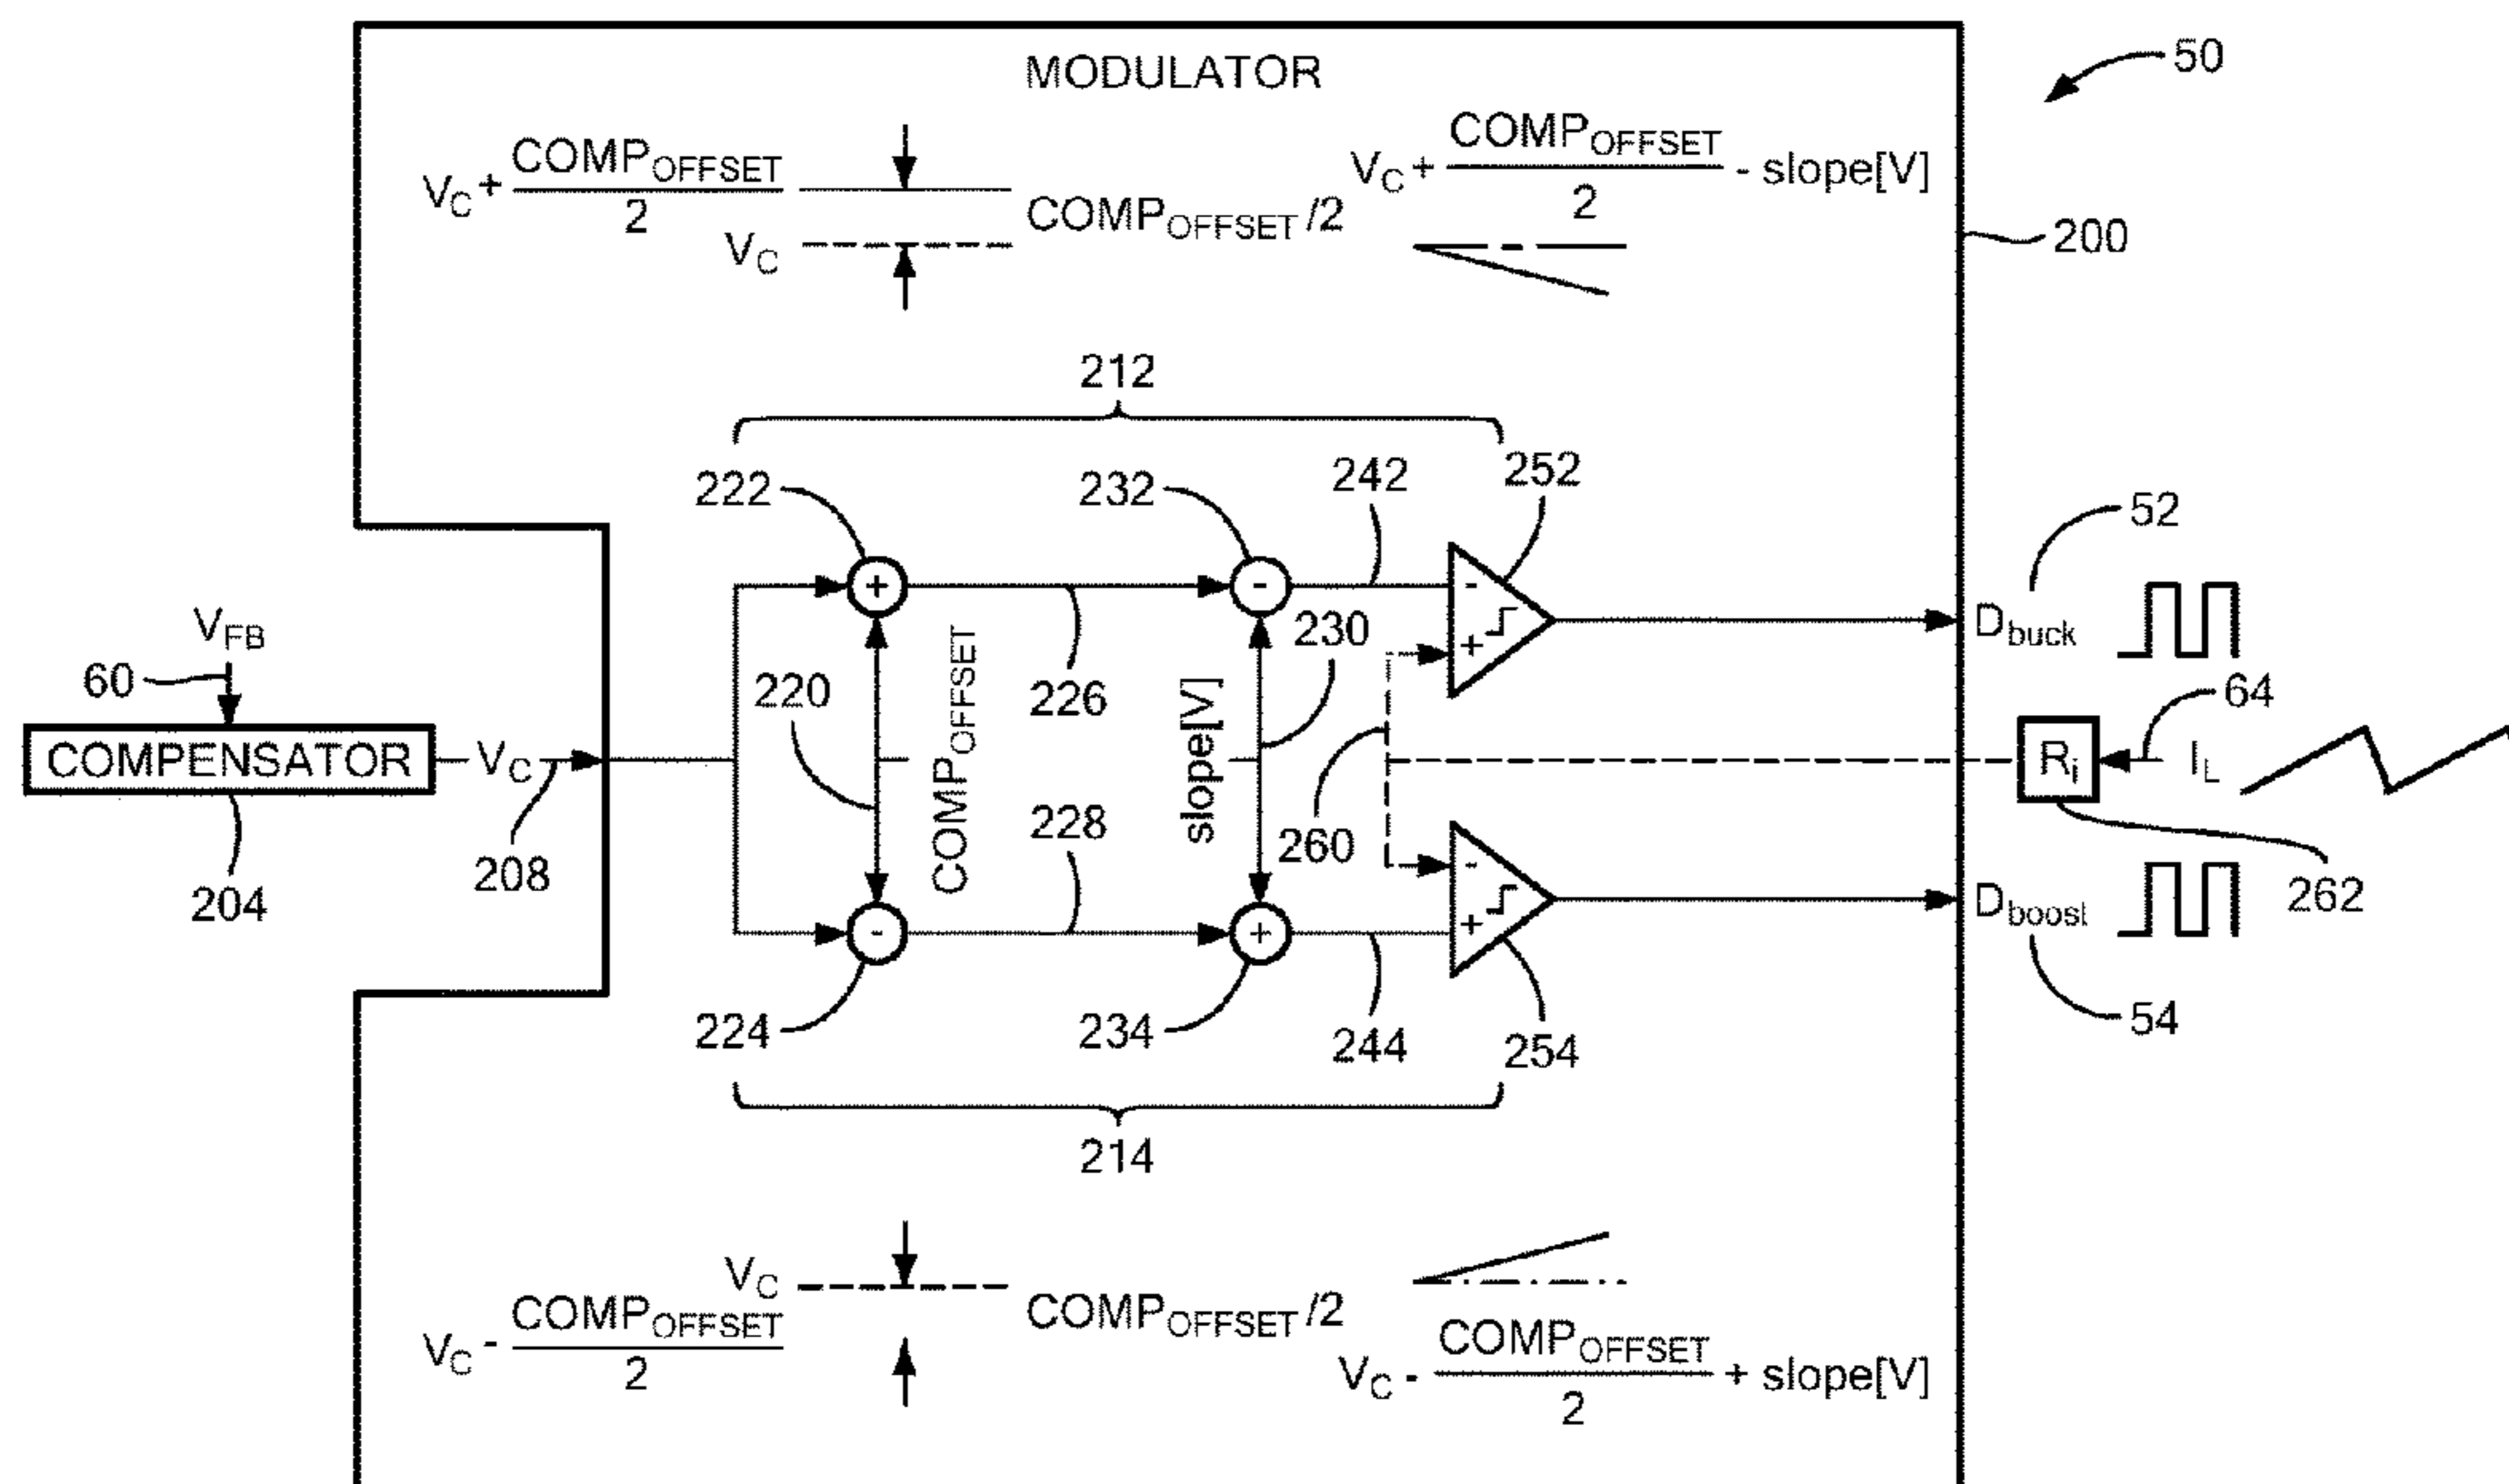 MODULATOR
50
V_C + COMP_OFFSET / 2
V_C
COMP_OFFSET /2
V_C + COMP_OFFSET / 2 - slope[V]
200
212
222
232
242
252
52
+
-
-
+
230
D_buck
V_FB
60
220
COMP_OFFSET
226
slope[V]
64
COMPENSATOR
V_C
R_i
I_L
228
260
204
208
-
+
-
+
D_boost
262
224
234
244
254
54
214
V_C
V_C - COMP_OFFSET / 2
COMP_OFFSET /2
V_C - COMP_OFFSET / 2 + slope[V]